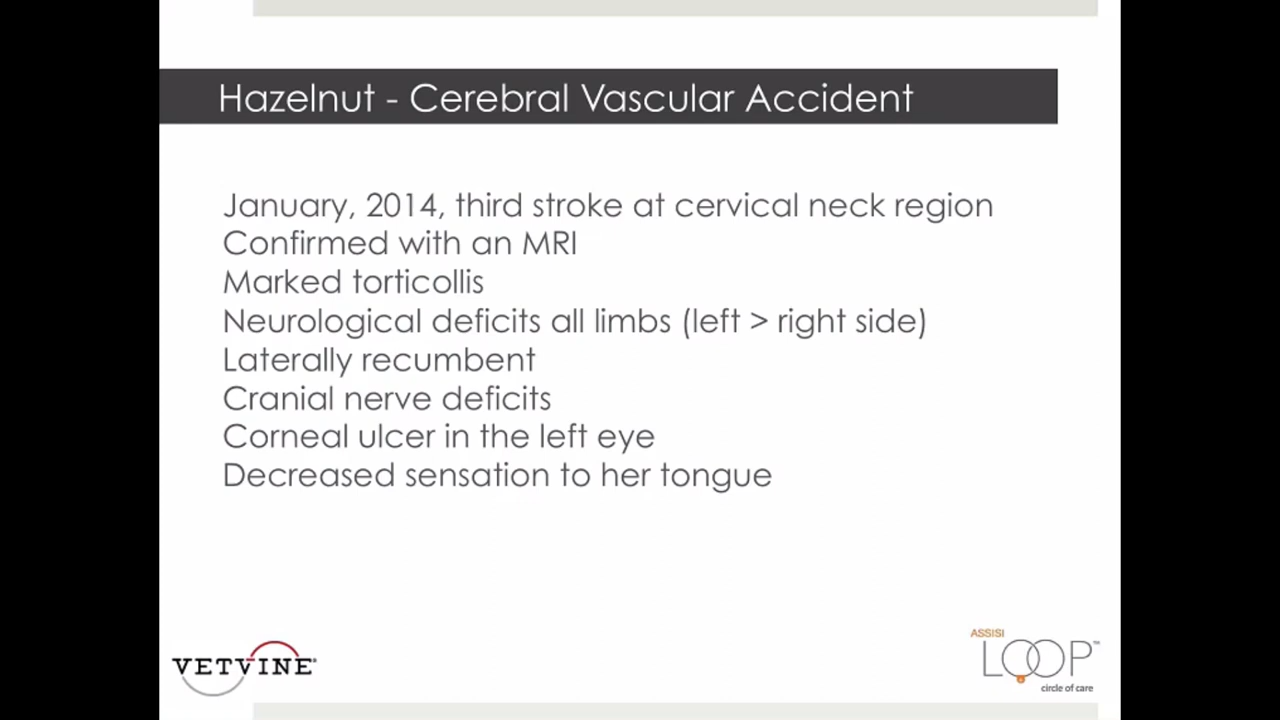 Hazelnut - Cerebral Vascular Accident
January, 2014, third stroke at cervical neck region
Confirmed with an MRI
Marked torticollis
Neurological deficits all limbs (left > right side)
Laterally recumbent
Cranial nerve deficits
Corneal ulcer in the left eye
Decreased sensation to her tongue
VETVINE®
ASSISI
LOOP™
circle of care